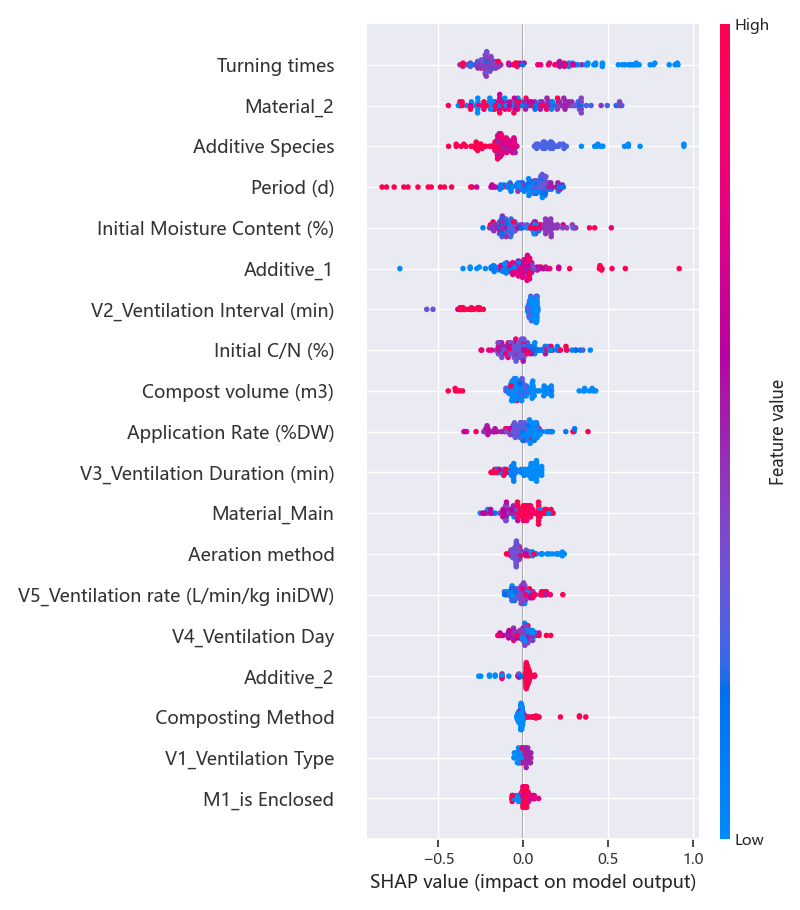 High
Turning times
Material_2
Additive Species
Period (d)
Initial Moisture Content (%)
Additive_1
V2_Ventilation Interval (min)
Initial C/N (%)
Compost volume (m3)
Application Rate (%DW)
V3_Ventilation Duration (min)
Material_Main
Aeration method
V5_Ventilation rate (L/min/kg iniDW)
V4_Ventilation Day
Additive_2
Composting Method
V1_Ventilation Type
M1_is Enclosed
Feature value
Low
−0.5 0.0 0.5 1.0
SHAP value (impact on model output)